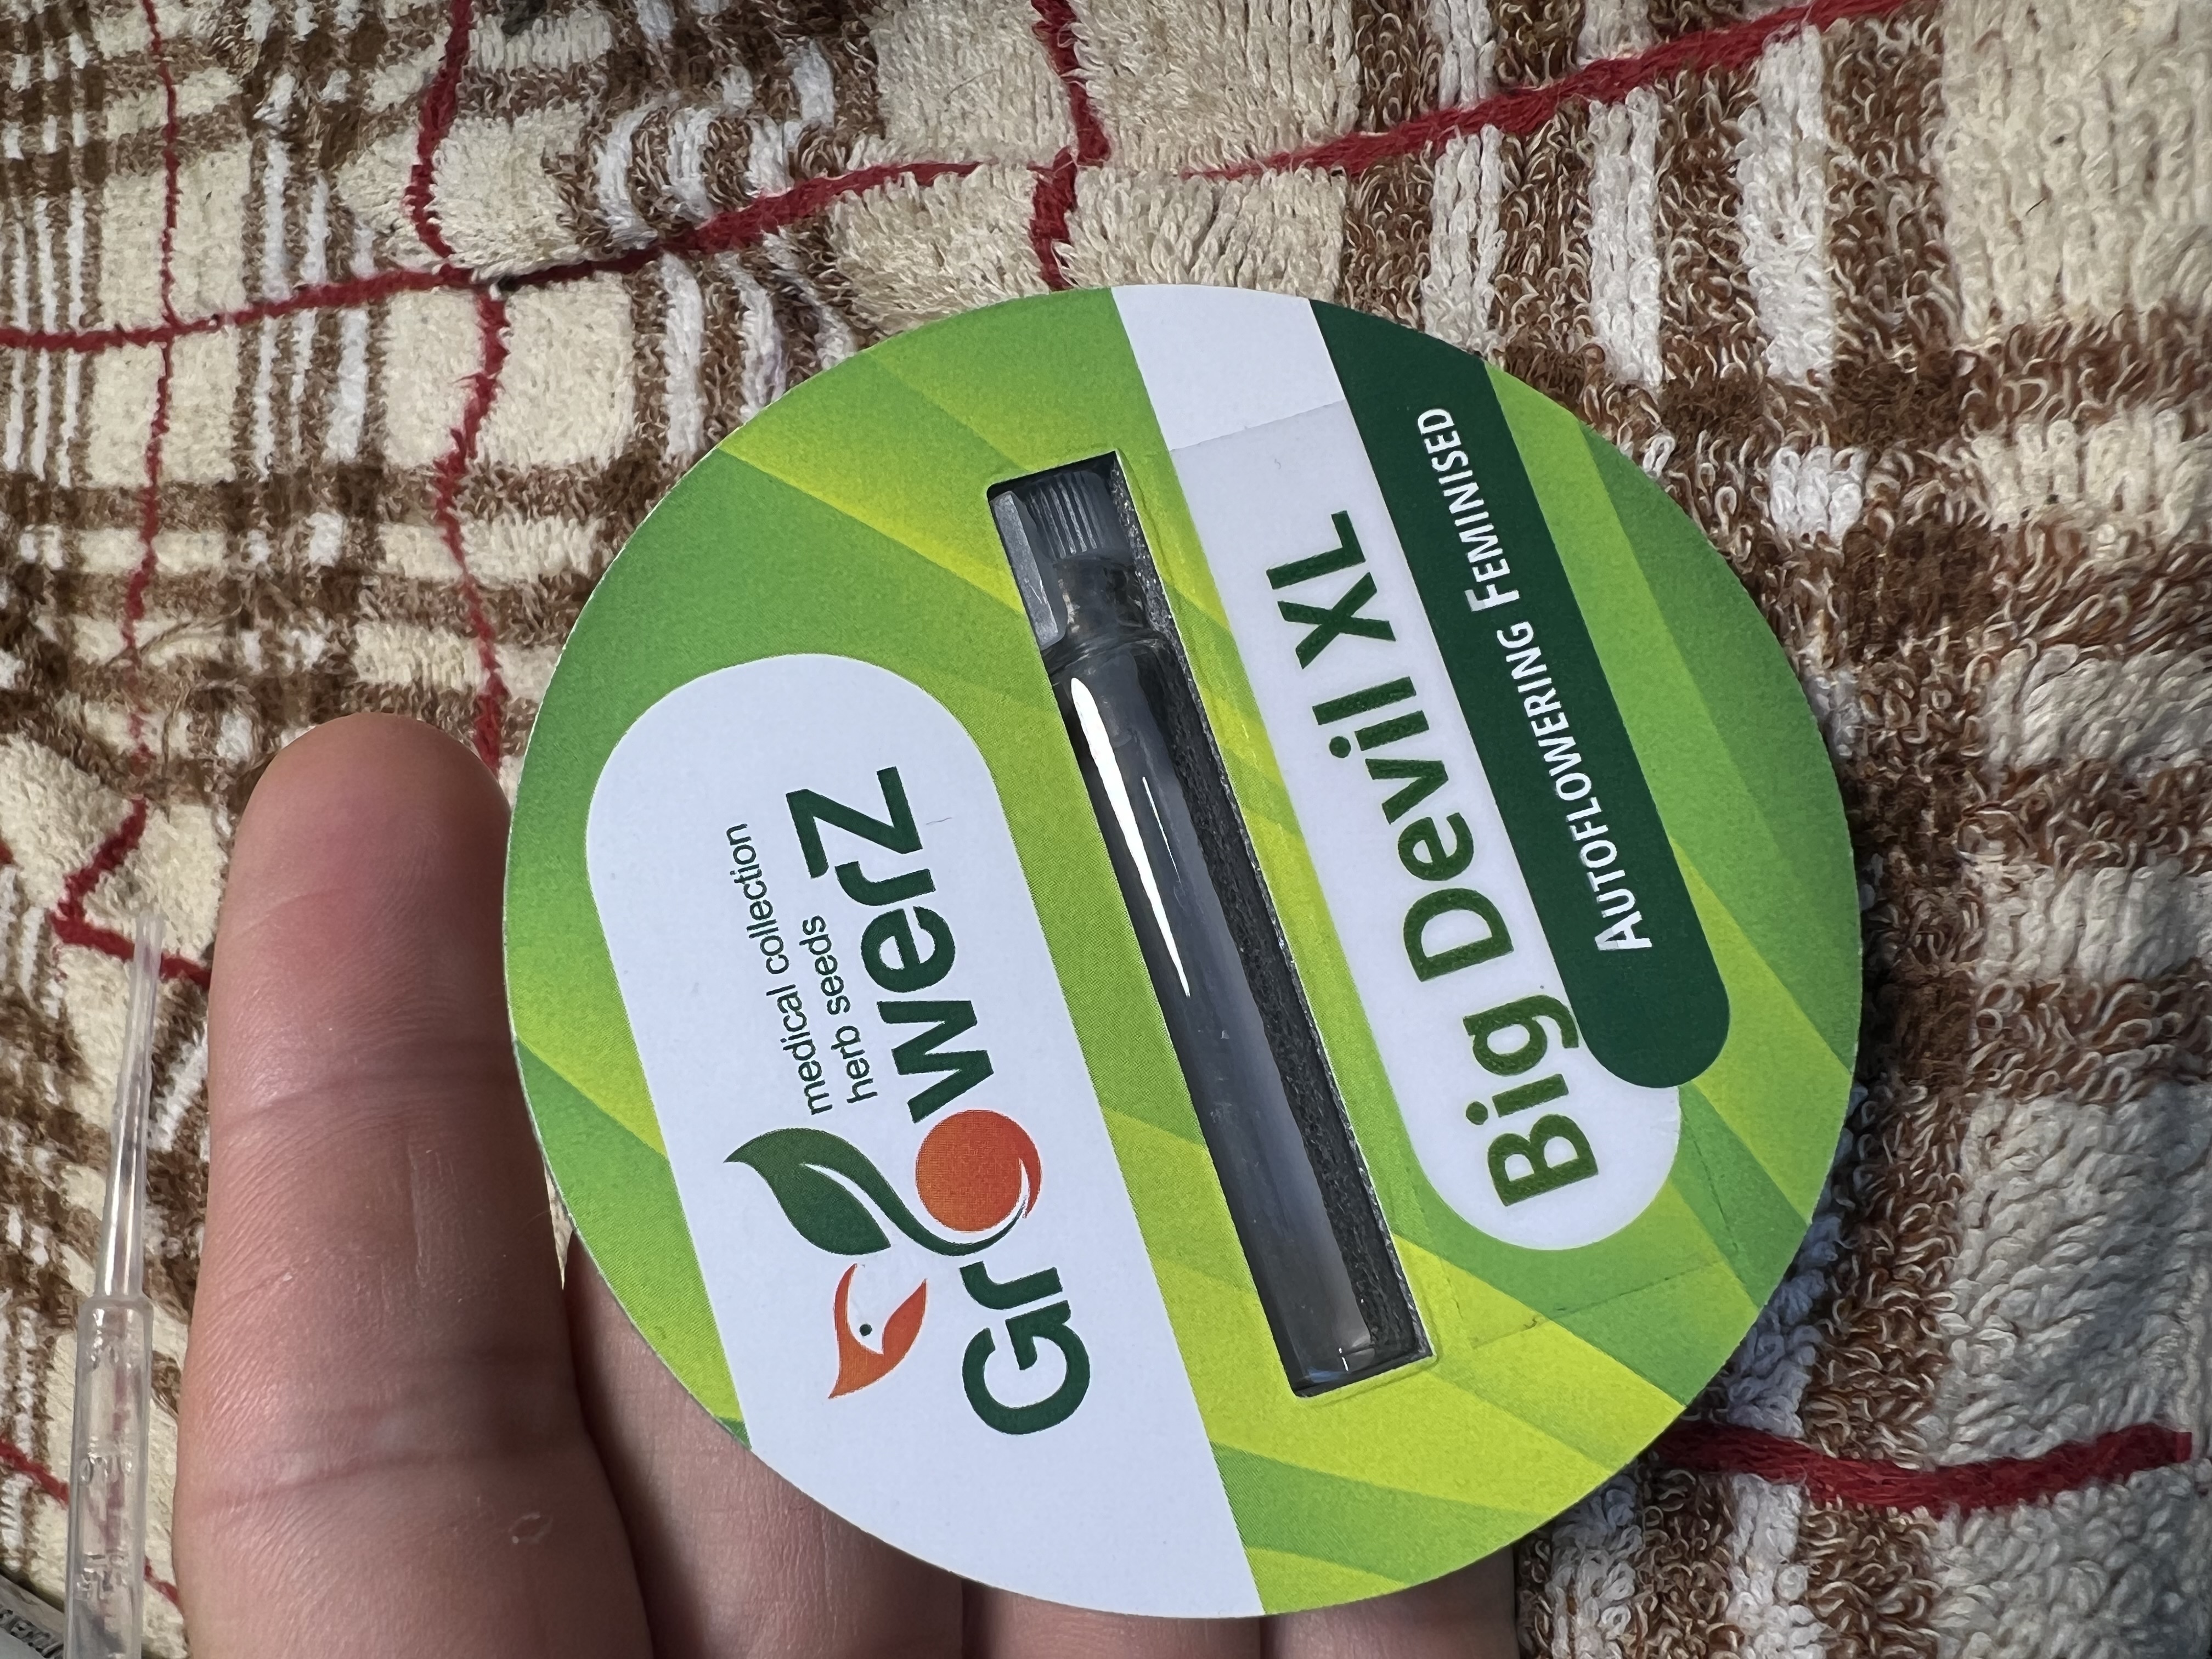 medical collection
herb seeds
GrowerZ
Big Devil XL
AUTOFLOWERING FEMINISED